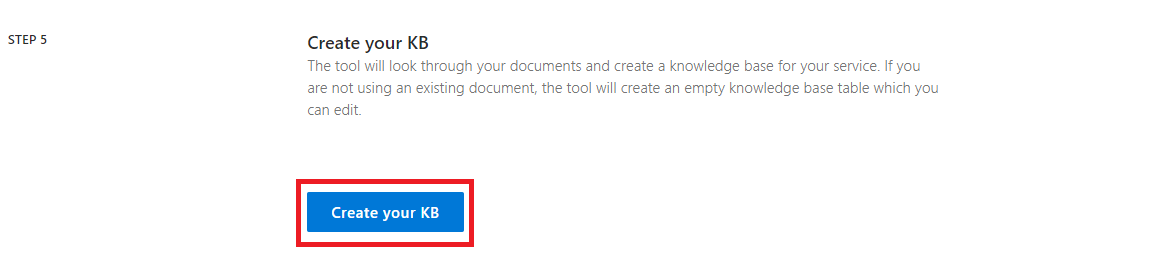 STEP 5
Create your KB
The tool will look through your documents and create a knowledge base for your service. If you
are not using an existing document, the tool will create an empty knowledge base table which you
can edit.
Create your KB